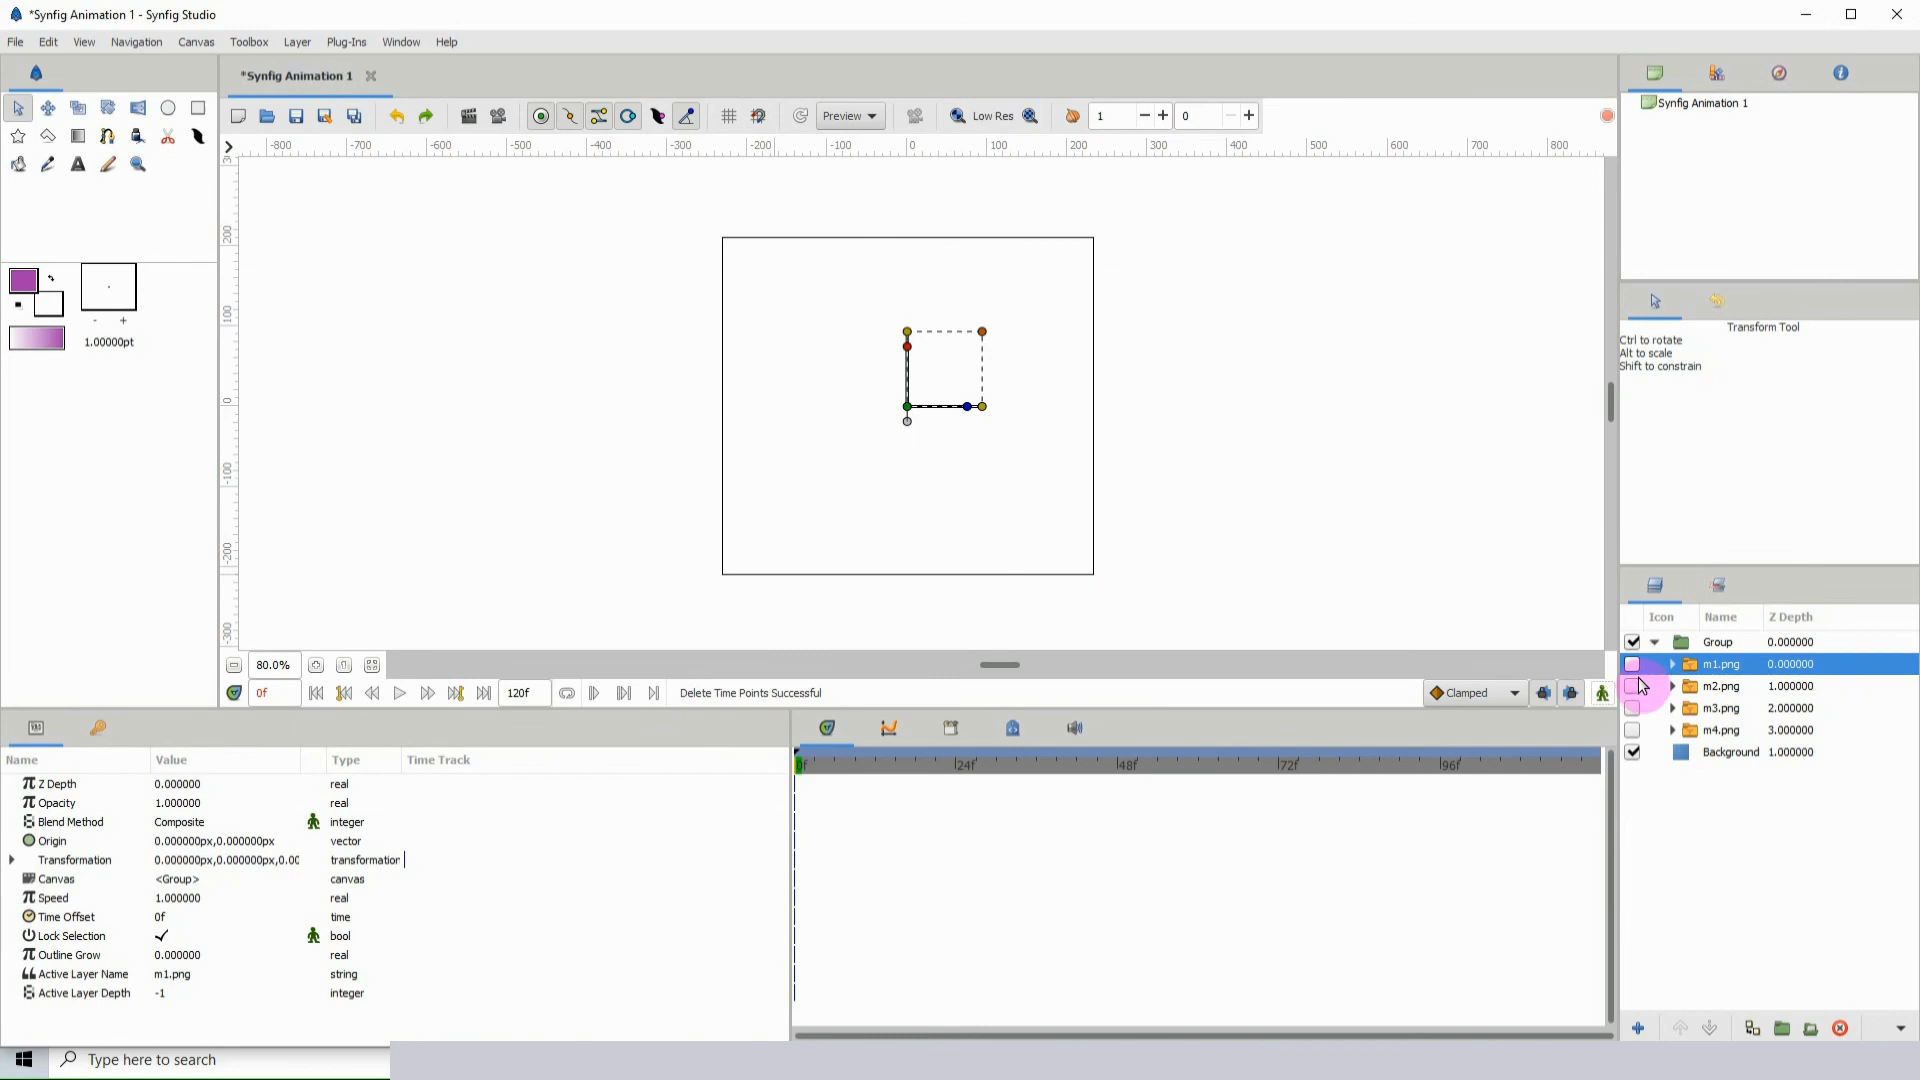 *Synfig Animation 1 - Synfig Studio
File Edit View Navigation Canvas Toolbox Layer Plug-Ins Window Help
*Synfig Animation 1
Preview
Low Res
1
0
-800 -700 -600 -500 -400 -300 -200 -100 0 100 200 300 400 500 600 700 800
200
100
0
-100
-200
-300
- +
1.00000pt
Synfig Animation 1
Transform Tool
Ctrl to rotate
Alt to scale
Shift to constrain
Icon Name Z Depth
Group 0.000000
m1.png 0.000000
m2.png 1.000000
m3.png 2.000000
m4.png 3.000000
Background 1.000000
80.0%
0f
120f
Delete Time Points Successful
Clamped
Name Value Type Time Track
Z Depth 0.000000 real
Opacity 1.000000 real
Blend Method Composite integer
Origin 0.000000px,0.000000px vector
Transformation 0.000000px,0.000000px,0.00 transformation
Canvas <Group> canvas
Speed 1.000000 real
Time Offset 0f time
Lock Selection bool
Outline Grow 0.000000 real
Active Layer Name m1.png string
Active Layer Depth -1 integer
0f 24f 48f 72f 96f
Type here to search